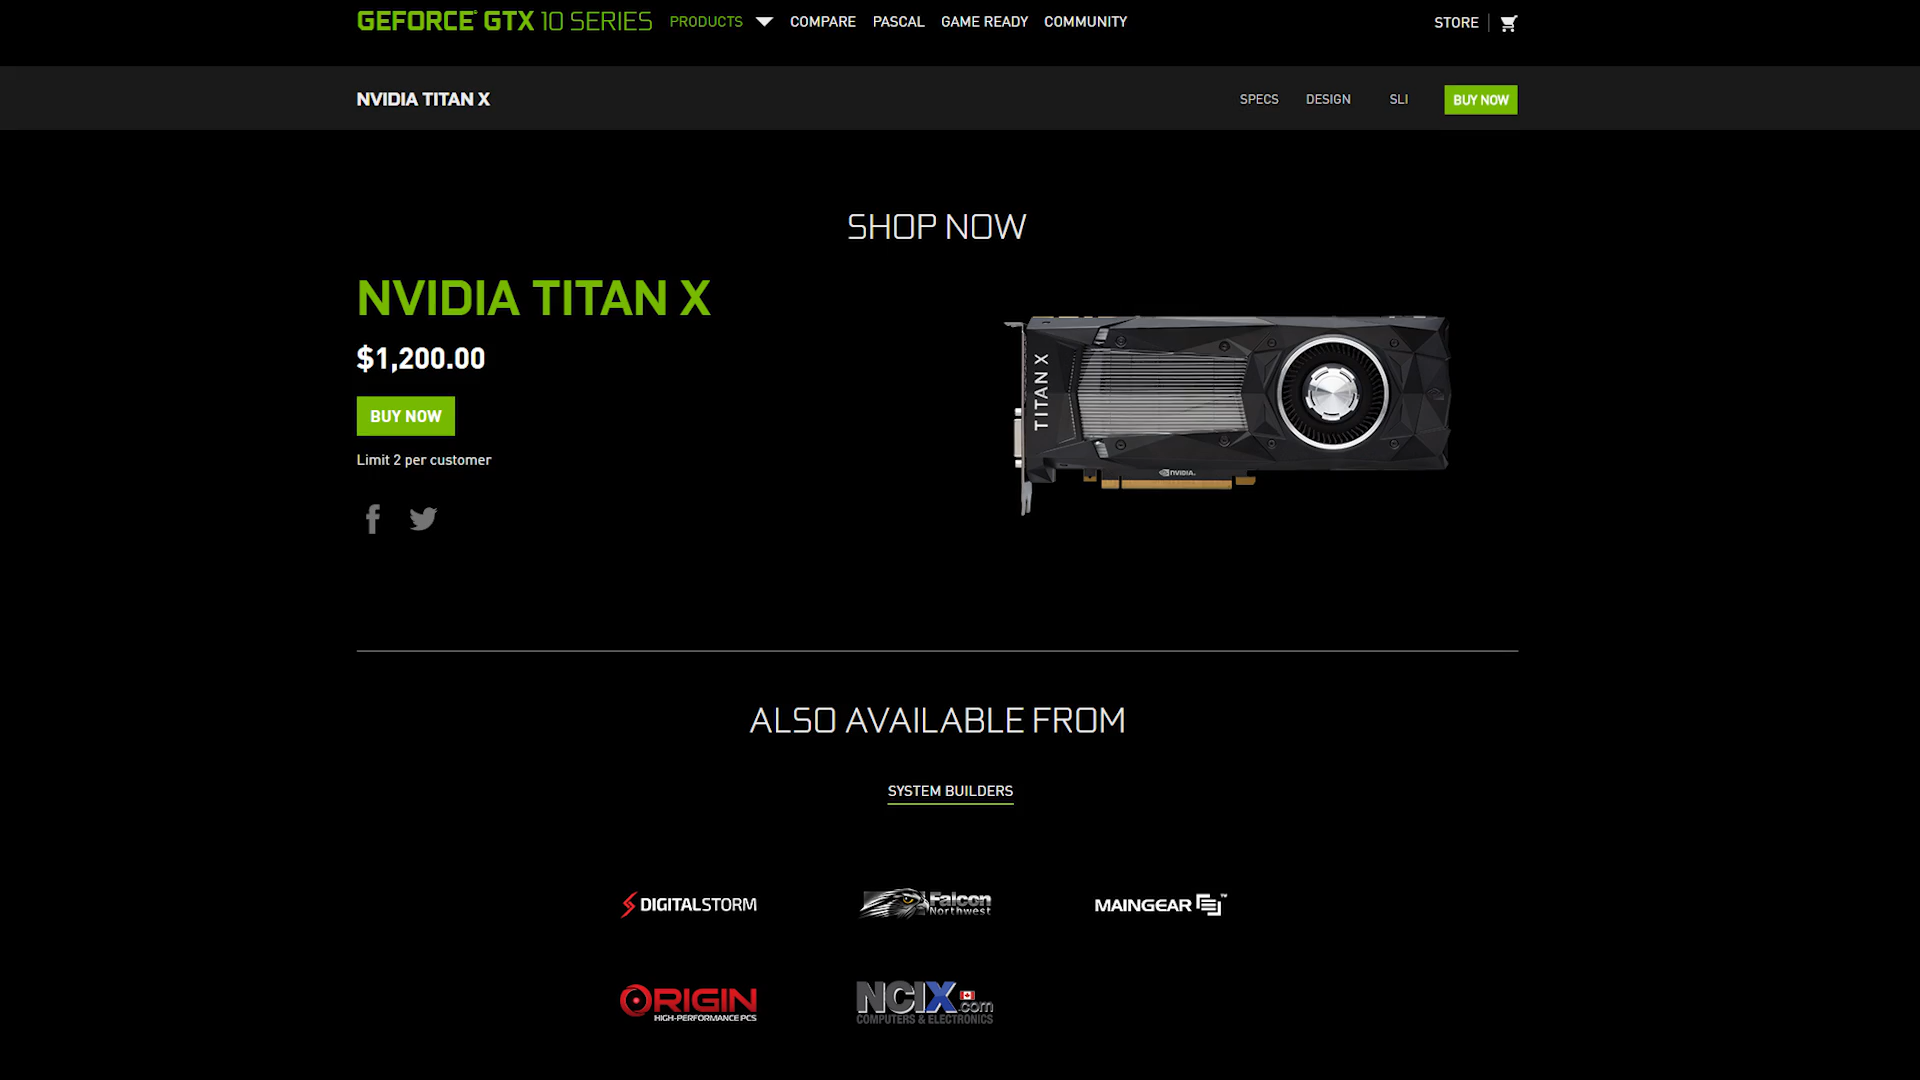 GEFORCE® GTX 10 SERIES PRODUCTS COMPARE PASCAL GAME READY COMMUNITY STORE
NVIDIA TITAN X SPECS DESIGN SLI BUY NOW
SHOP NOW
NVIDIA TITAN X
$1,200.00
BUY NOW
Limit 2 per customer
TITAN X
NVIDIA.
ALSO AVAILABLE FROM
SYSTEM BUILDERS
DIGITALSTORM
Falcon
Northwest
MAINGEAR™
ORIGIN
HIGH-PERFORMANCE PCS
NCIX.com
COMPUTERS & ELECTRONICS